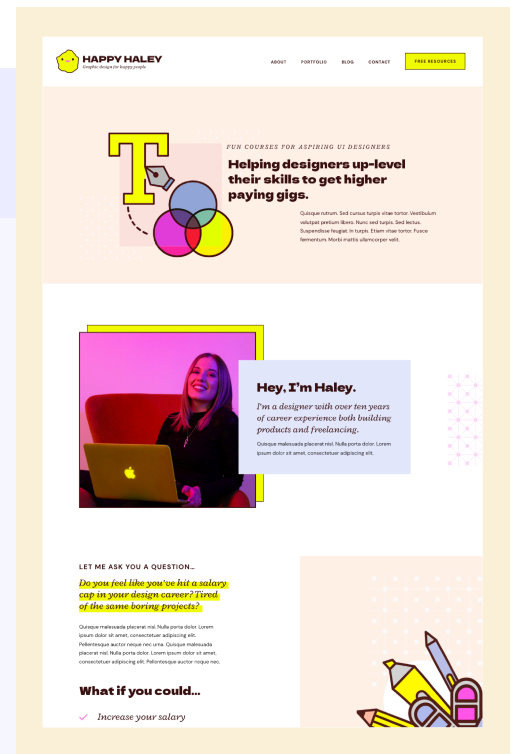 HAPPY HALEY
Graphic design for happy people
ABOUT PORTFOLIO BLOG CONTACT FREE RESOURCES
FUN COURSES FOR ASPIRING UI DESIGNERS
Helping designers up-level
their skills to get higher
paying gigs.
Quisque rutrum. Sed cursus turpis vitae tortor. Vestibulum
volutpat pretium libero. Nunc sed turpis. Sed lectus.
Suspendisse feugiat. In turpis. Etiam vitae tortor. Fusce
fermentum. Morbi mattis ullamcorper velit.
T
Hey, I'm Haley.
I'm a designer with over ten years
of career experience both building
products and freelancing.
Quisque malesuada placerat nisl. Nulla porta dolor. Lorem
ipsum dolor sit amet, consectetuer adipiscing elit.
LET ME ASK YOU A QUESTION...
Do you feel like you've hit a salary
cap in your design career? Tired
of the same boring projects?
Quisque malesuada placerat nisl. Nulla porta dolor. Lorem
ipsum dolor sit amet, consectetuer adipiscing elit.
Pellentesque auctor neque nec urna. Quisque malesuada
placerat nisl. Nulla porta dolor. Lorem ipsum dolor sit amet,
consectetuer adipiscing elit. Pellentesque auctor neque nec.
What if you could...
Increase your salary